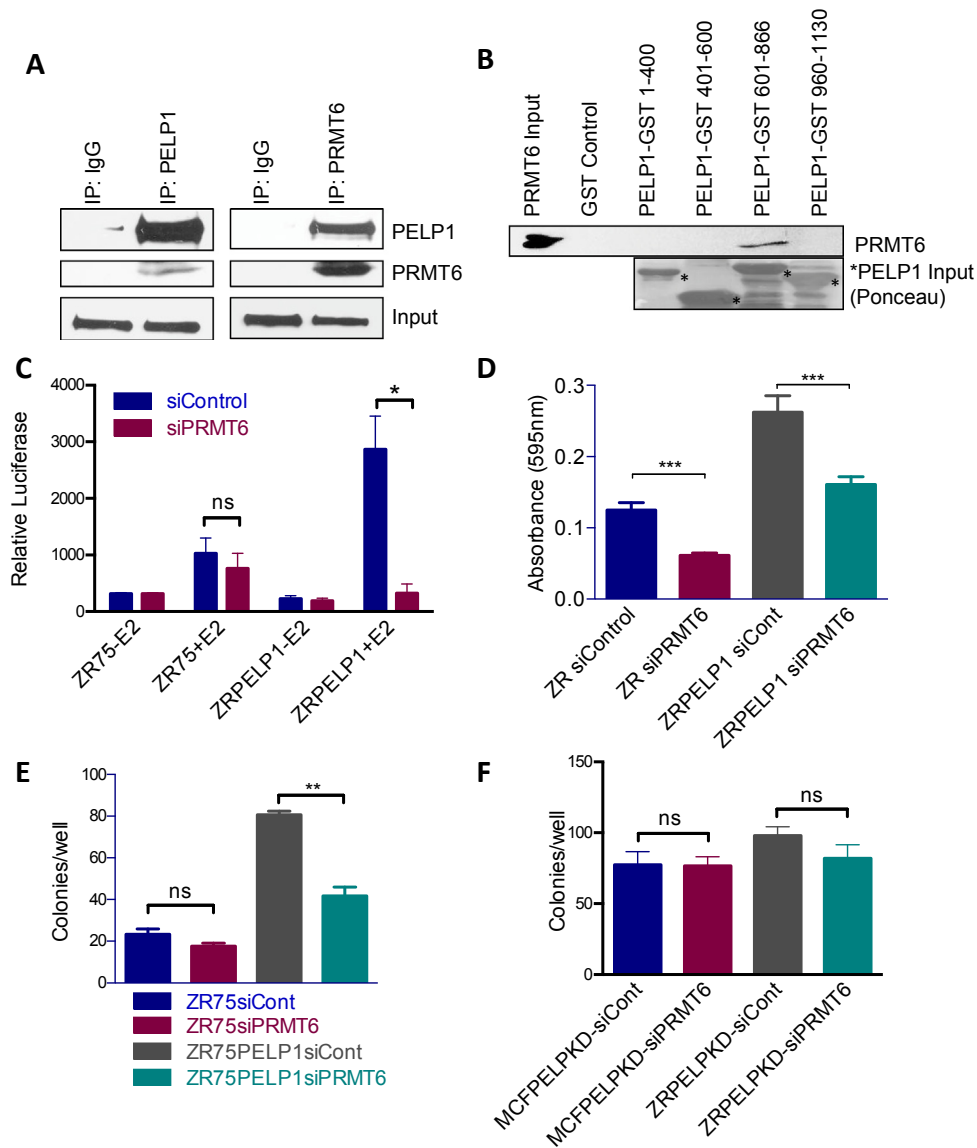 A
IP: IgG
IP: PELP1
IP: IgG
IP: PRMT6
PELP1
PRMT6
Input
B
PRMT6 Input
GST Control
PELP1-GST 1-400
PELP1-GST 401-600
PELP1-GST 601-866
PELP1-GST 960-1130
PRMT6
*PELP1 Input
(Ponceau)
*
*
*
*
C
4000
3000
2000
1000
0
Relative Luciferase
siControl
siPRMT6
ns
*
ZR75-E2
ZR75+E2
ZRPELP1-E2
ZRPELP1+E2
D
0.3
0.2
0.1
0.0
Absorbance (595nm)
***
***
ZR siControl
ZR siPRMT6
ZRPELP1 siCont
ZRPELP1 siPRMT6
E
100
80
60
40
20
0
Colonies/well
ns
**
ZR75siCont
ZR75siPRMT6
ZR75PELP1siCont
ZR75PELP1siPRMT6
F
150
100
50
0
Colonies/well
ns
ns
MCFPELPKD-siCont
MCFPELPKD-siPRMT6
ZRPELPKD-siCont
ZRPELPKD-siPRMT6